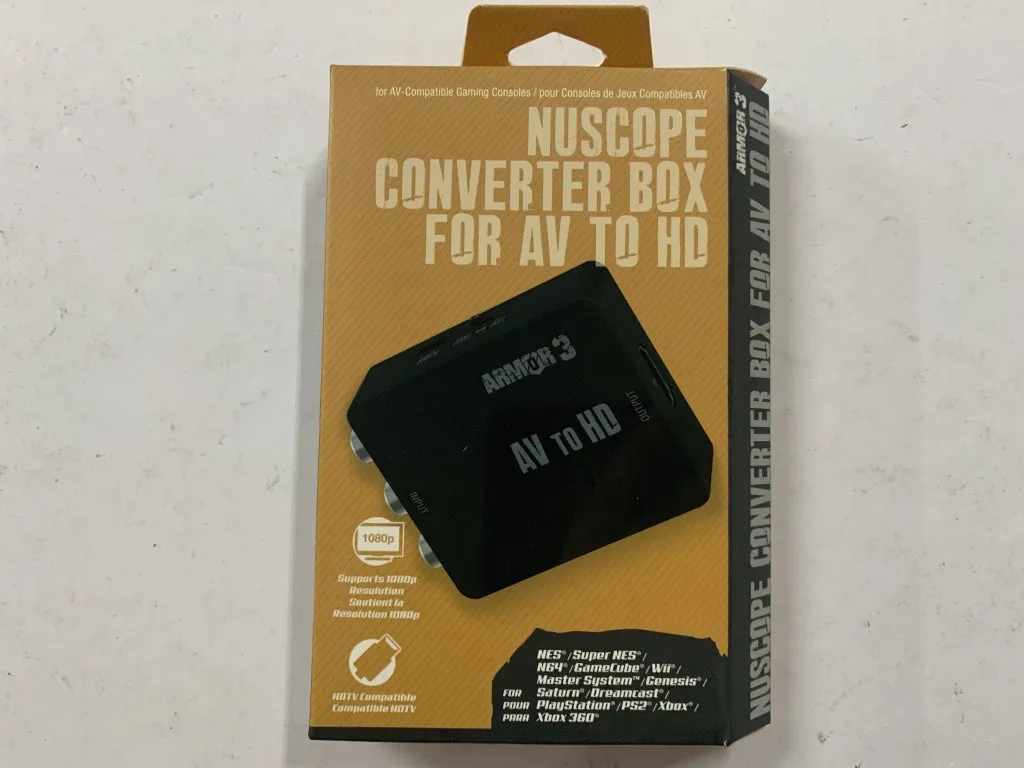 for AV-Compatible Gaming Consoles / pour Consoles de Jeux Compatibles AV
NUSCOPE
CONVERTER BOX
FOR AV TO HD
ARMOR 3
AV TO HD
INPUT
OUTPUT
POWER
1080p
Supports 1080p
Resolution
Soutient la
Resolution 1080p
HDTV Compatible
Compatible HDTV
FOR
POUR
PARA
NES®/Super NES®/
N64®/GameCube®/Wii®/
Master System™/Genesis®/
Saturn®/Dreamcast®/
PlayStation®/PS2®/Xbox®/
Xbox 360®
ARMOR 3
NUSCOPE CONVERTER BOX FOR AV TO HD